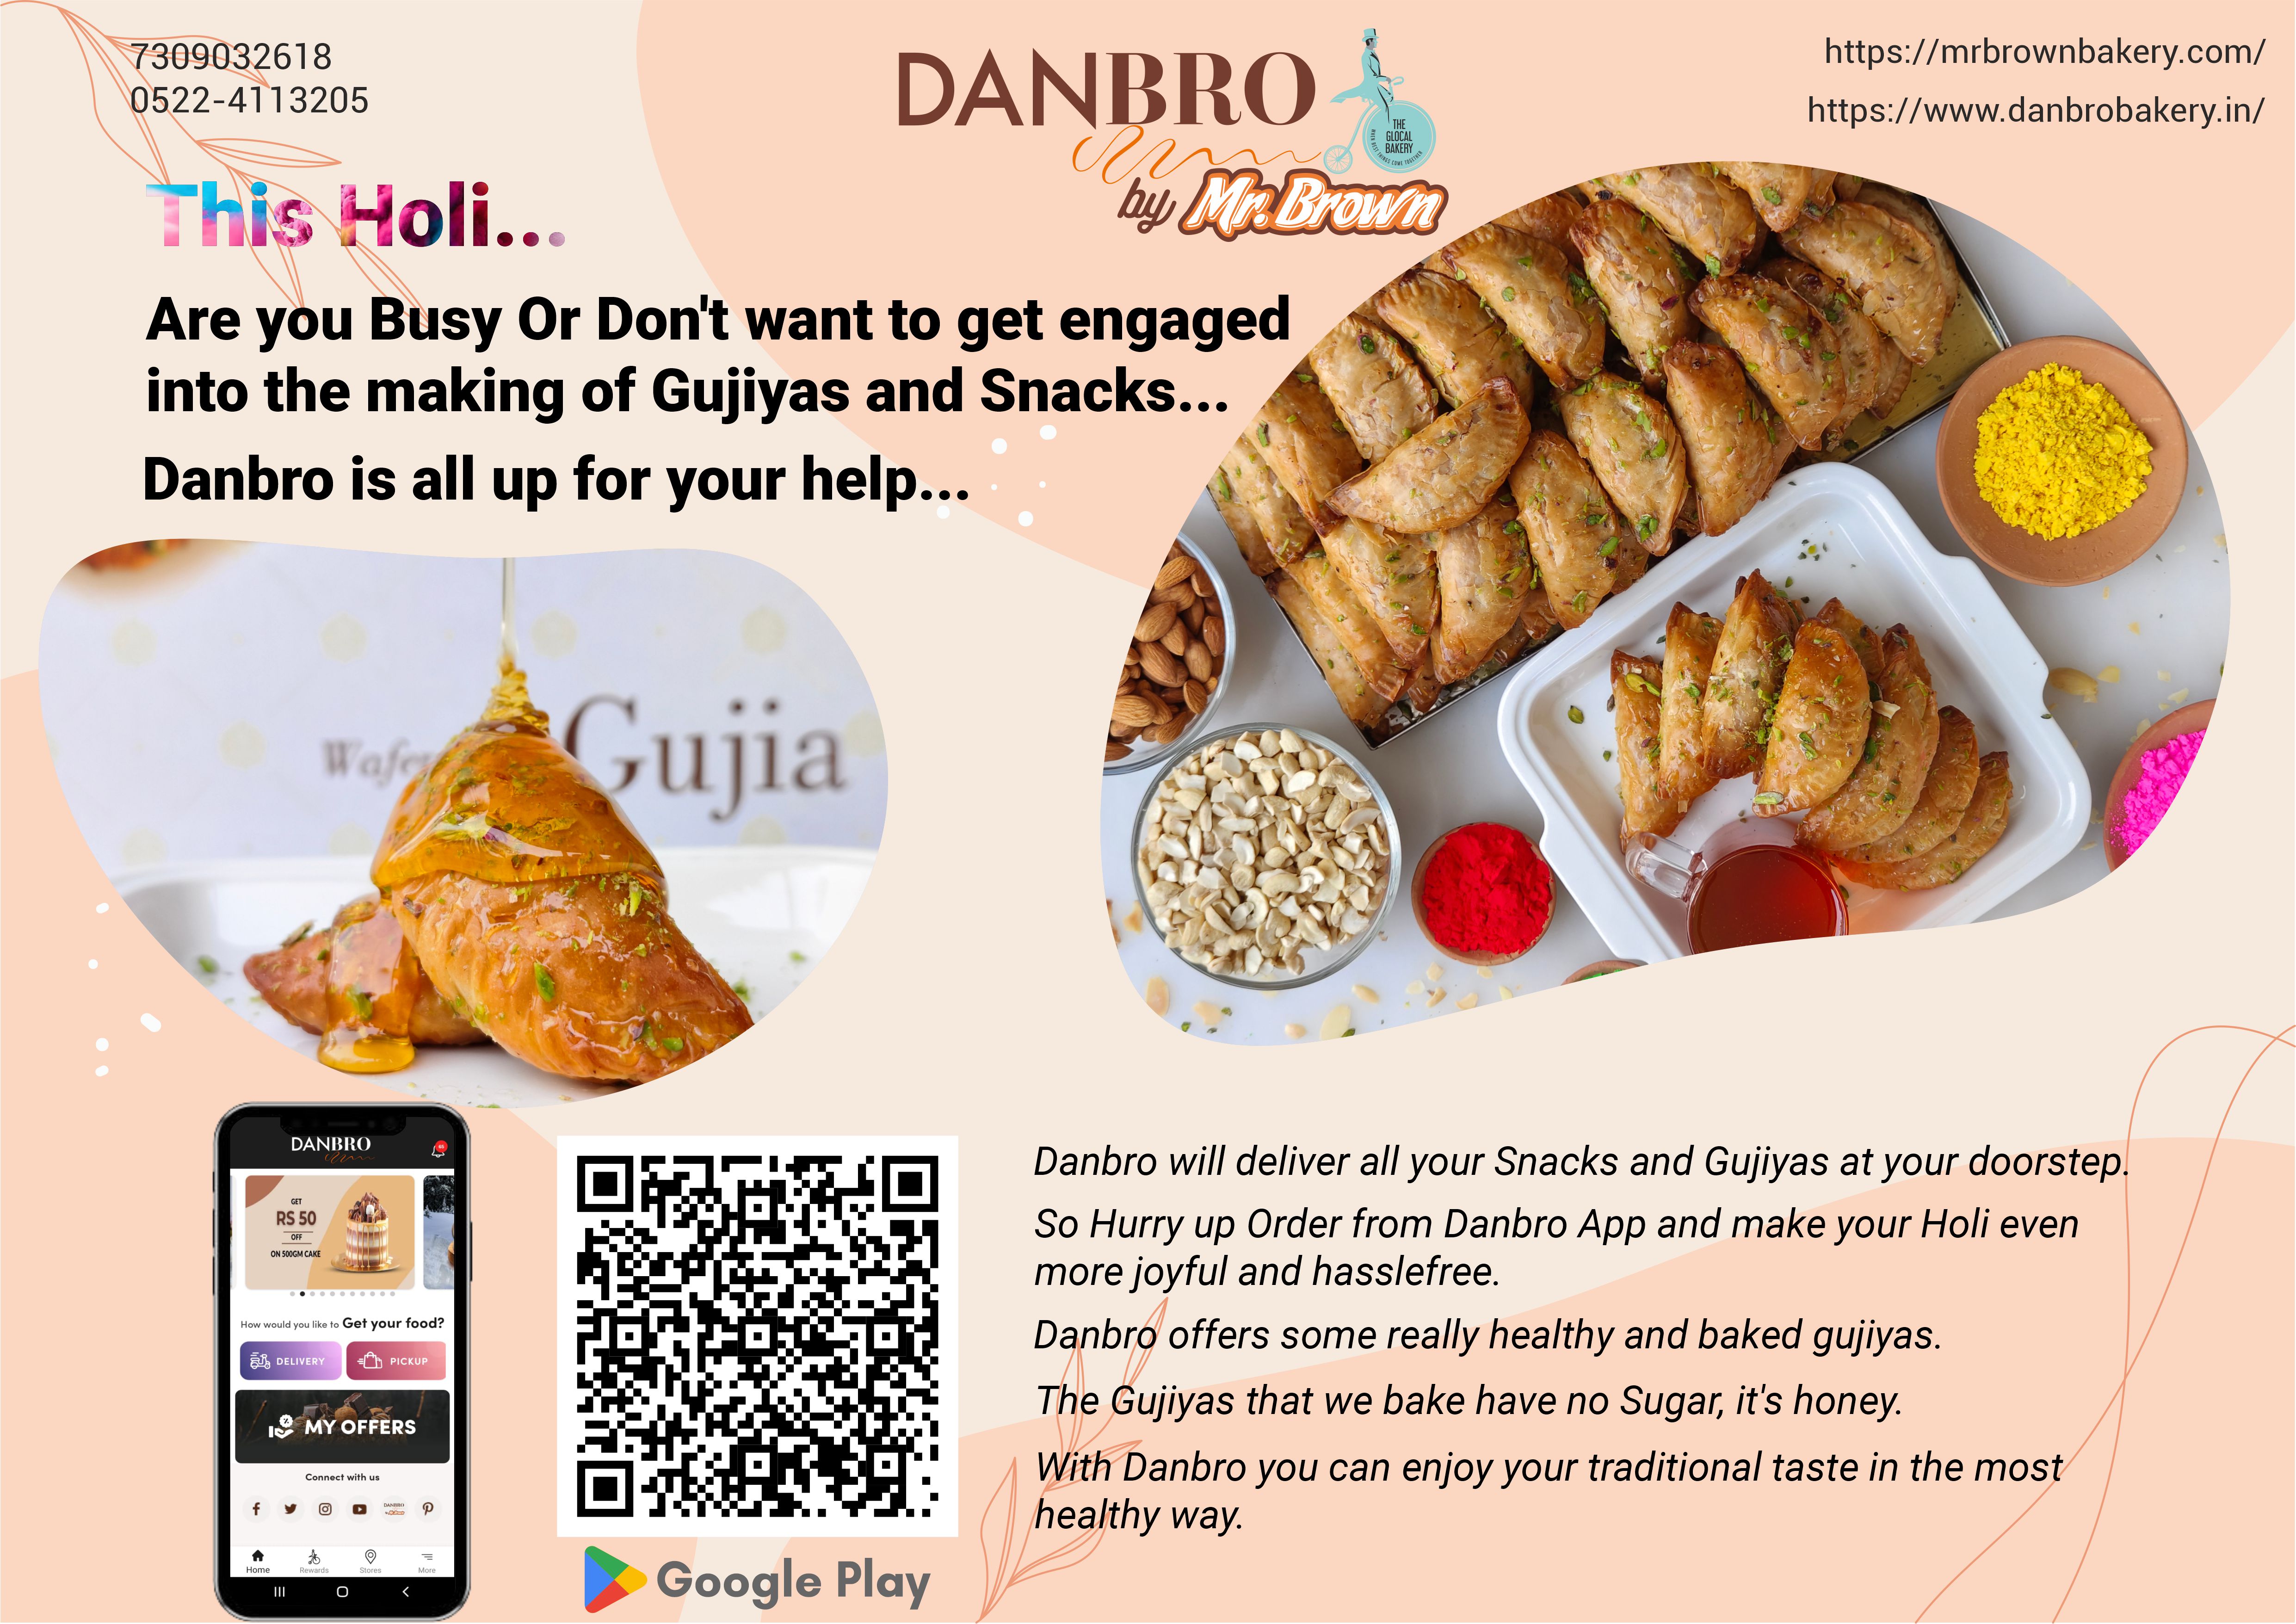 7309032618
0522-4113205
DANBRO
by Mr. Brown
THE
GLOCAL
BAKERY
https://mrbrownbakery.com/
https://www.danbrobakery.in/
This Holi...
Are you Busy Or Don't want to get engaged
into the making of Gujiyas and Snacks...
Danbro is all up for your help...
Wafer Gujia
DANBRO
GET
RS 50
OFF
ON 500GM CAKE
How would you like to Get your food?
DELIVERY
PICKUP
MY OFFERS
Connect with us
DANBRO
Home
Rewards
Stores
More
Google Play
Danbro will deliver all your Snacks and Gujiyas at your doorstep.
So Hurry up Order from Danbro App and make your Holi even
more joyful and hasslefree.
Danbro offers some really healthy and baked gujiyas.
The Gujiyas that we bake have no Sugar, it's honey.
With Danbro you can enjoy your traditional taste in the most
healthy way.